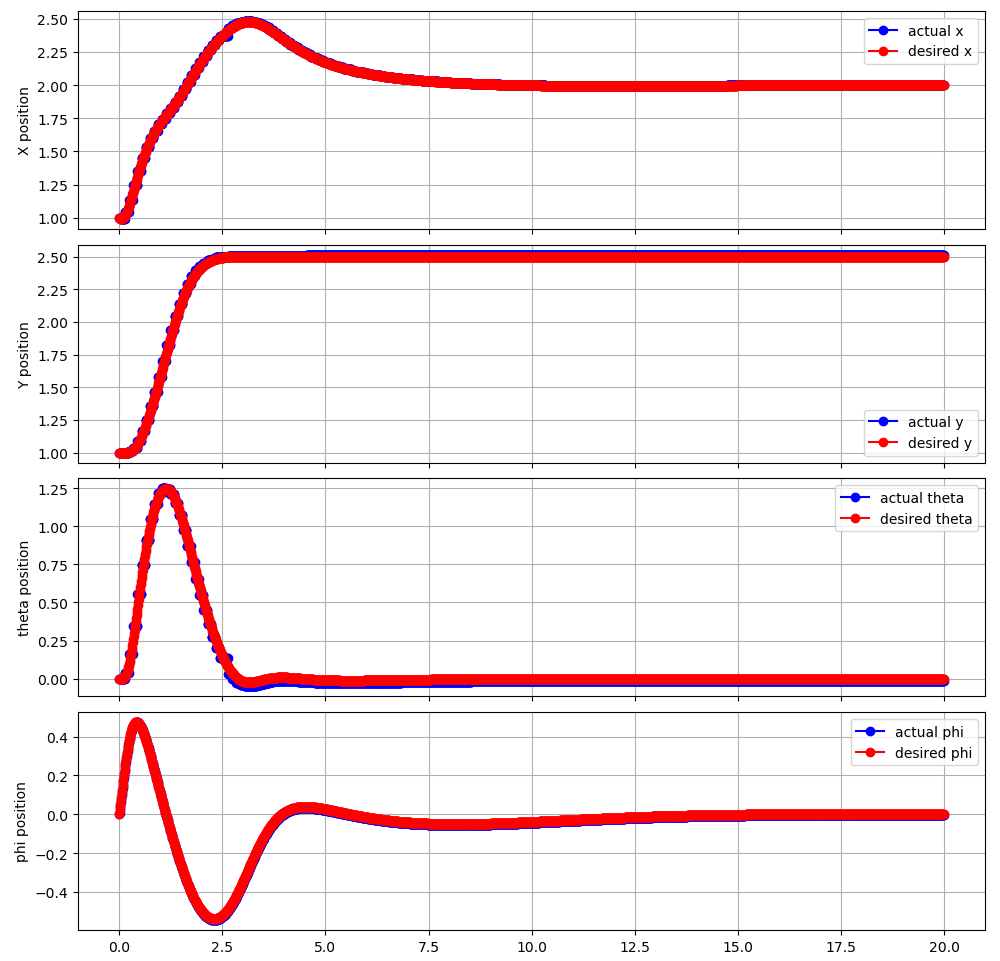 2.50
2.25
2.00
1.75
1.50
1.25
1.00
X position
actual x
desired x
2.50
2.25
2.00
1.75
1.50
1.25
1.00
Y position
actual y
desired y
1.25
1.00
0.75
0.50
0.25
0.00
theta position
actual theta
desired theta
0.4
0.2
0.0
−0.2
−0.4
phi position
actual phi
desired phi
0.0 2.5 5.0 7.5 10.0 12.5 15.0 17.5 20.0